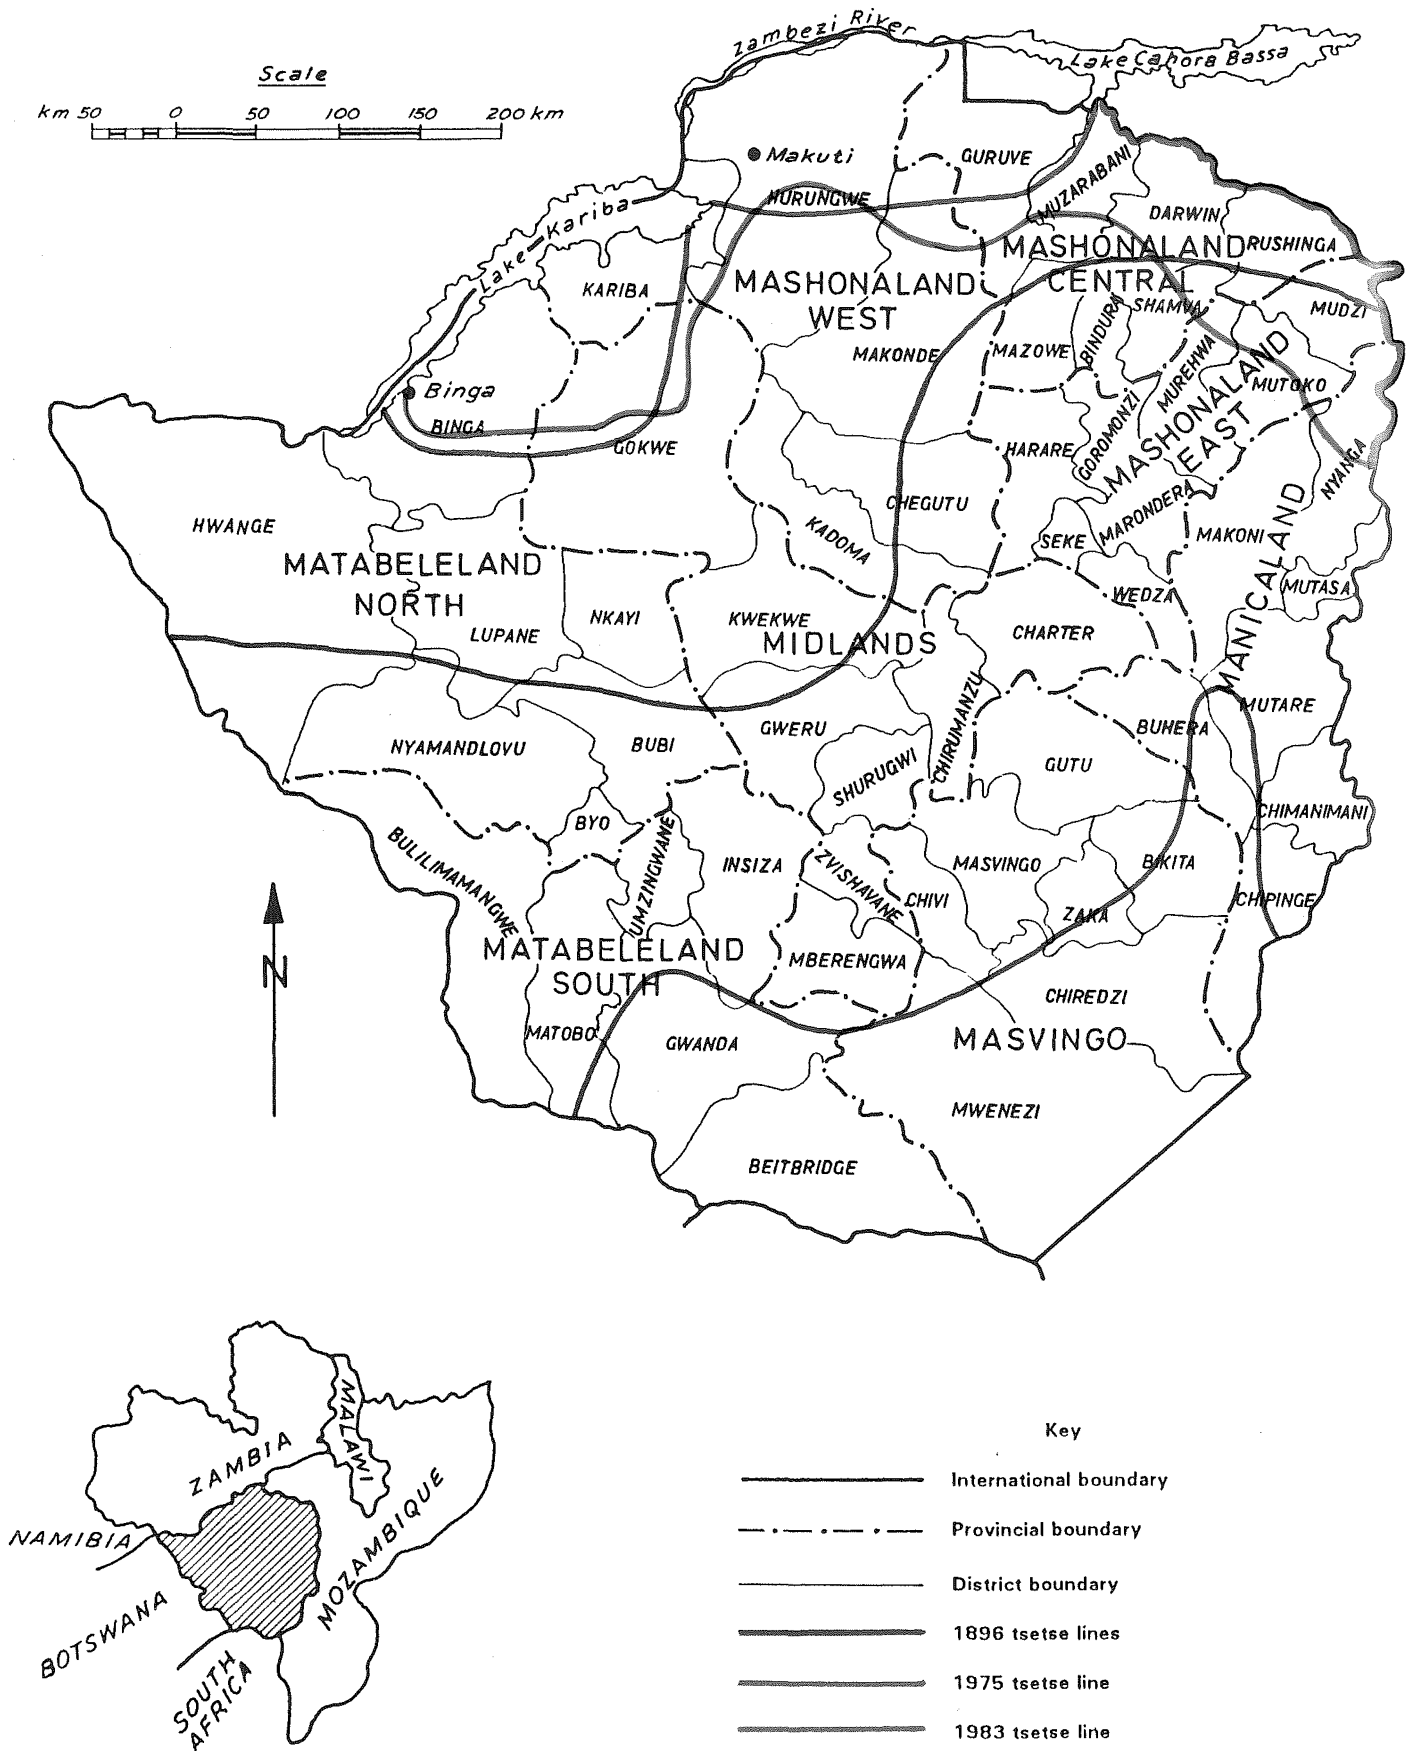 Zambezi River
Lake Cahora Bassa
Scale
km 50 0 50 100 150 200 km
Makuti
GURUVE
MUZARABANI
HURUNGWE
DARWIN
Lake Kariba
MASHONALAND
CENTRAL
RUSHINGA
KARIBA
MASHONALAND
WEST
SHAMVA
MUDZI
MAKONDE
MAZOWE
BINDURA
MUREHWA
MASHONALAND
EAST
MUTOKO
Binga
BINGA
GOKWE
HARARE
GOROMONZI
NYANGA
HWANGE
CHEGUTU
KADOMA
SEKE
MARONDERA
MAKONI
MANICALAND
MATABELELAND
NORTH
MUTASA
WEDZA
LUPANE
NKAYI
KWEKWE
MIDLANDS
CHARTER
NYAMANDLOVU
BUBI
GWERU
CHIRUMANZU
BUHERA
MUTARE
SHURUGWI
GUTU
BULILIMAMANGWE
BYO
UMZINGWANE
INSIZA
ZVISHAVANE
MASVINGO
BIKITA
CHIMANIMANI
CHIVI
ZAKA
CHIPINGE
MATABELELAND
SOUTH
MBERENGWA
CHIREDZI
N
MATOBO
GWANDA
MASVINGO
MWENEZI
BEITBRIDGE
MALAWI
ZAMBIA
NAMIBIA
MOZAMBIQUE
BOTSWANA
SOUTH
AFRICA
Key
International boundary
Provincial boundary
District boundary
1896 tsetse lines
1975 tsetse line
1983 tsetse line